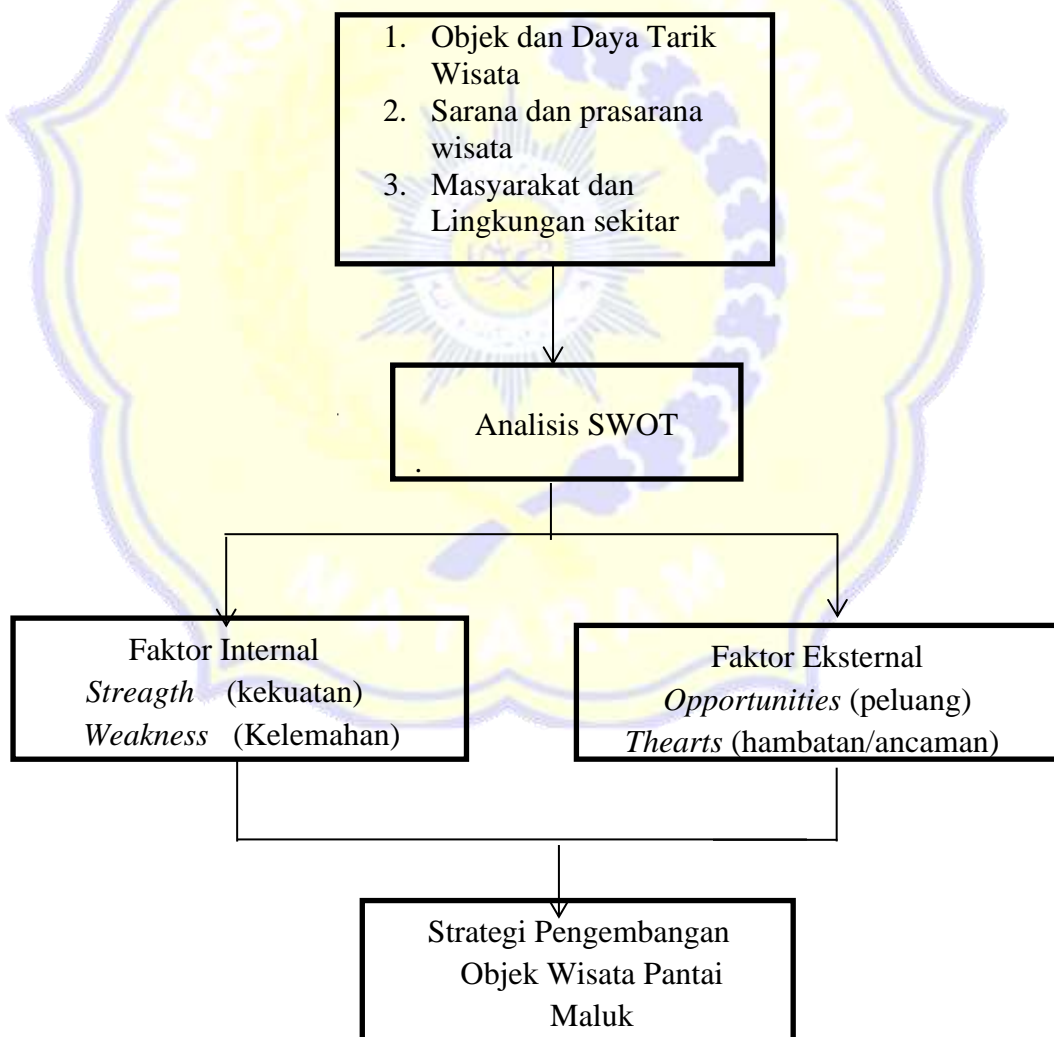 1. Objek dan Daya Tarik
Wisata
2. Sarana dan prasarana
wisata
3. Masyarakat dan
Lingkungan sekitar
Analisis SWOT
.
Faktor Internal
Streagth (kekuatan)
Weakness (Kelemahan)
Faktor Eksternal
Opportunities (peluang)
Thearts (hambatan/ancaman)
Strategi Pengembangan
Objek Wisata Pantai
Maluk
MATARAM